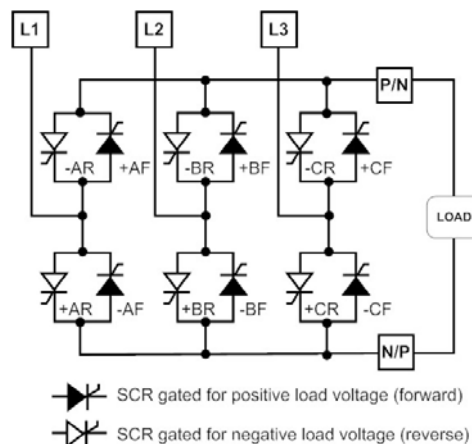 L1
L2
L3
P/N
-AR
+AF
-BR
+BF
-CR
+CF
LOAD
+AR
-AF
+BR
-BF
+CR
-CF
N/P
SCR gated for positive load voltage (forward)
SCR gated for negative load voltage (reverse)